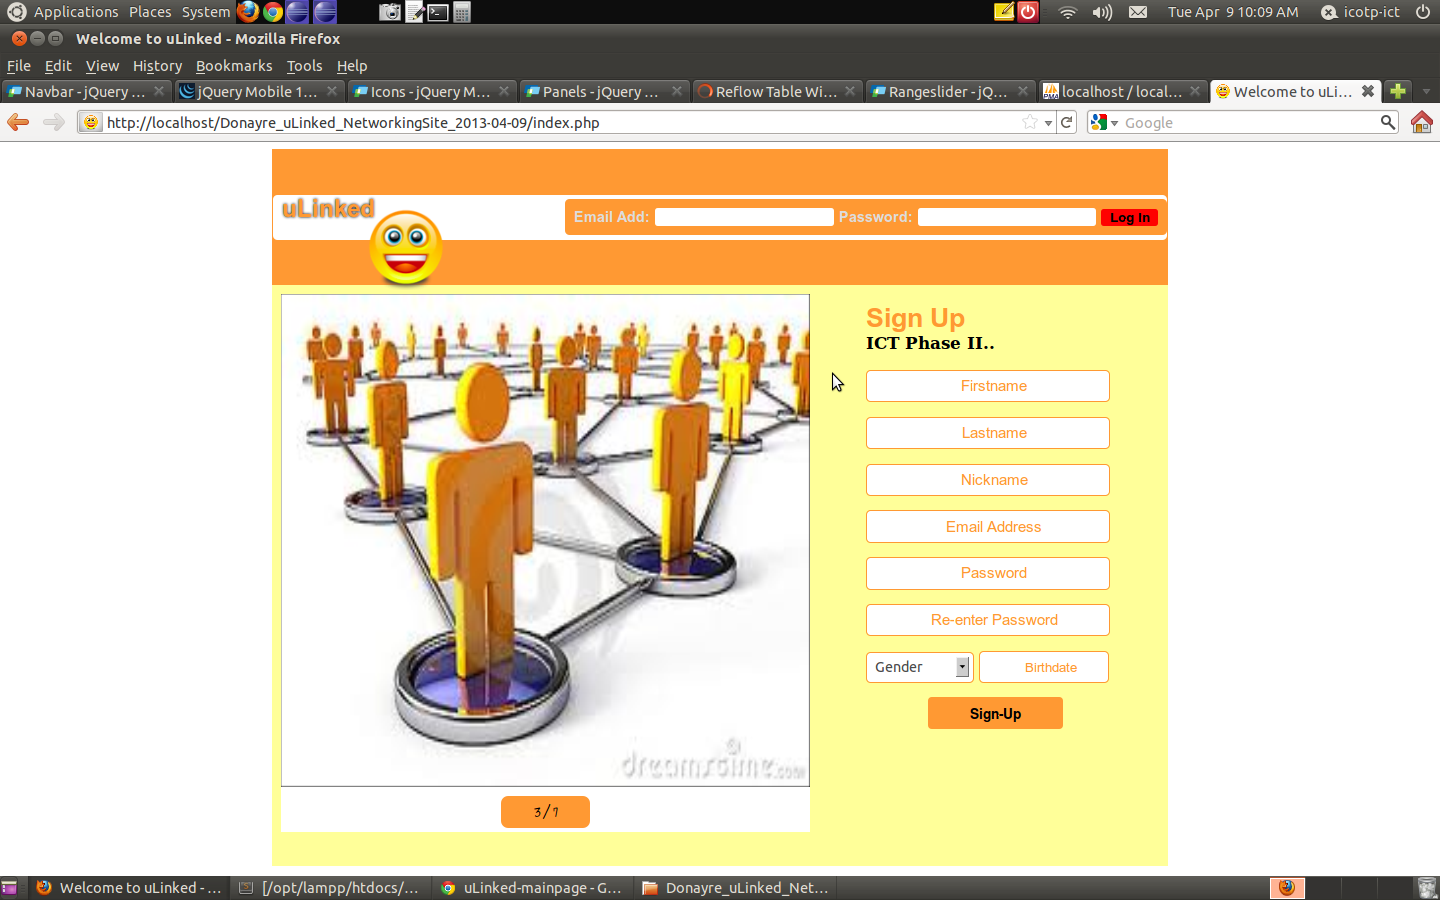 Applications Places System
Tue Apr 9 10:09 AM icotp-ict
Welcome to uLinked - Mozilla Firefox
File Edit View History Bookmarks Tools Help
Navbar - jQuery ... jQuery Mobile 1... Icons - jQuery M... Panels - jQuery ... Reflow Table Wi... Rangeslider - jQ... localhost / local... Welcome to uLi...
http://localhost/Donayre_uLinked_NetworkingSite_2013-04-09/index.php
Google
uLinked
Email Add: Password: Log In
Sign Up
ICT Phase II..
Firstname
Lastname
Nickname
Email Address
Password
Re-enter Password
Gender Birthdate
Sign-Up
dreamstime.com
3/7
Welcome to uLinked - ... [/opt/lampp/htdocs/... uLinked-mainpage - G... Donayre_uLinked_Net...